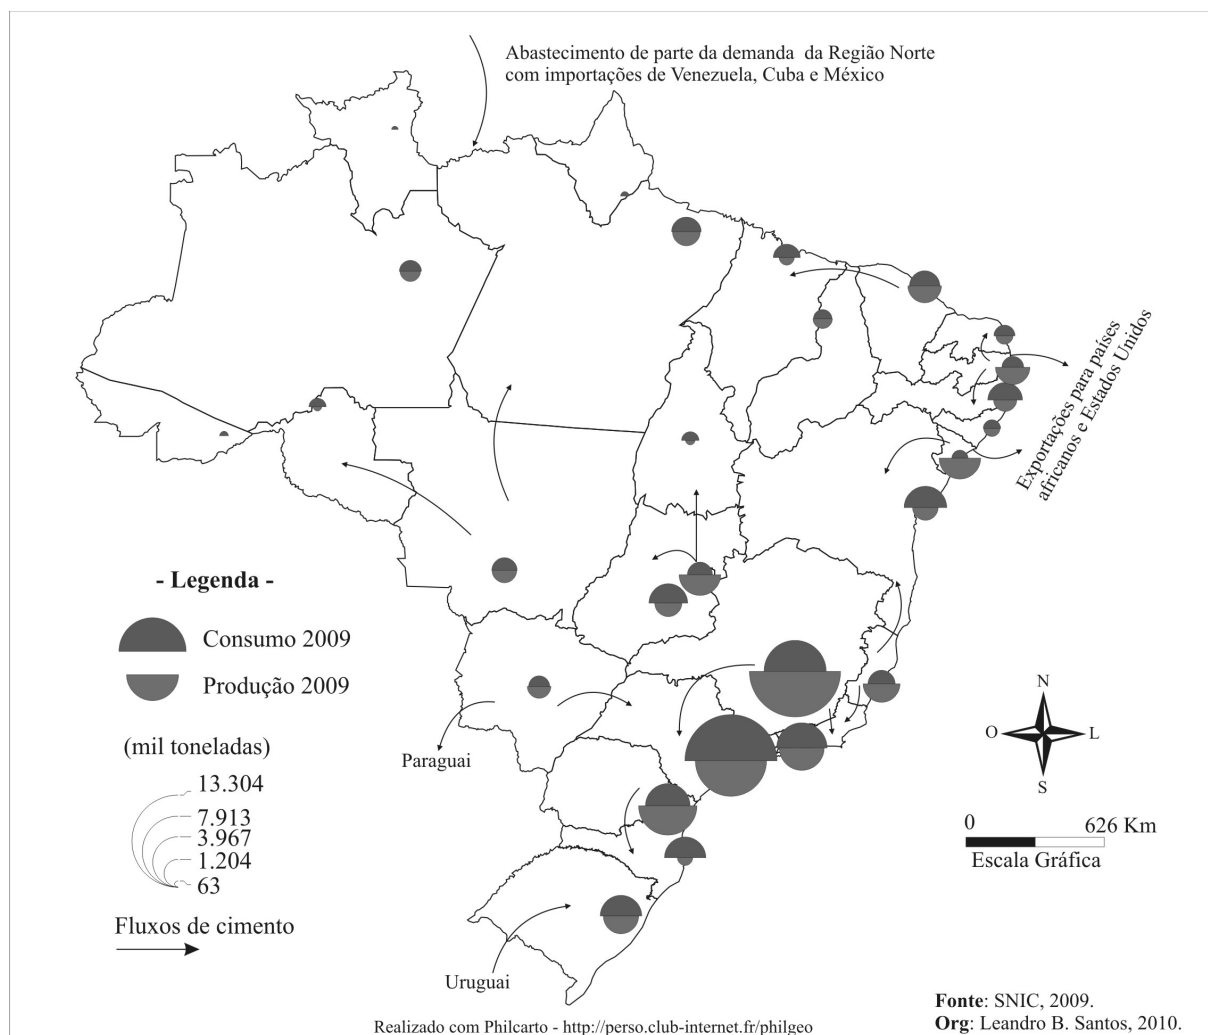 Abastecimento de parte da demanda da Região Norte
com importações de Venezuela, Cuba e México
Exportações para países
africanos e Estados Unidos
- Legenda -
Consumo 2009
Produção 2009
(mil toneladas)
13.304
7.913
3.967
1.204
63
Fluxos de cimento
Paraguai
Uruguai
N
O
L
S
0
626 Km
Escala Gráfica
Fonte: SNIC, 2009.
Org: Leandro B. Santos, 2010.
Realizado com Philcarto - http://perso.club-internet.fr/philgeo